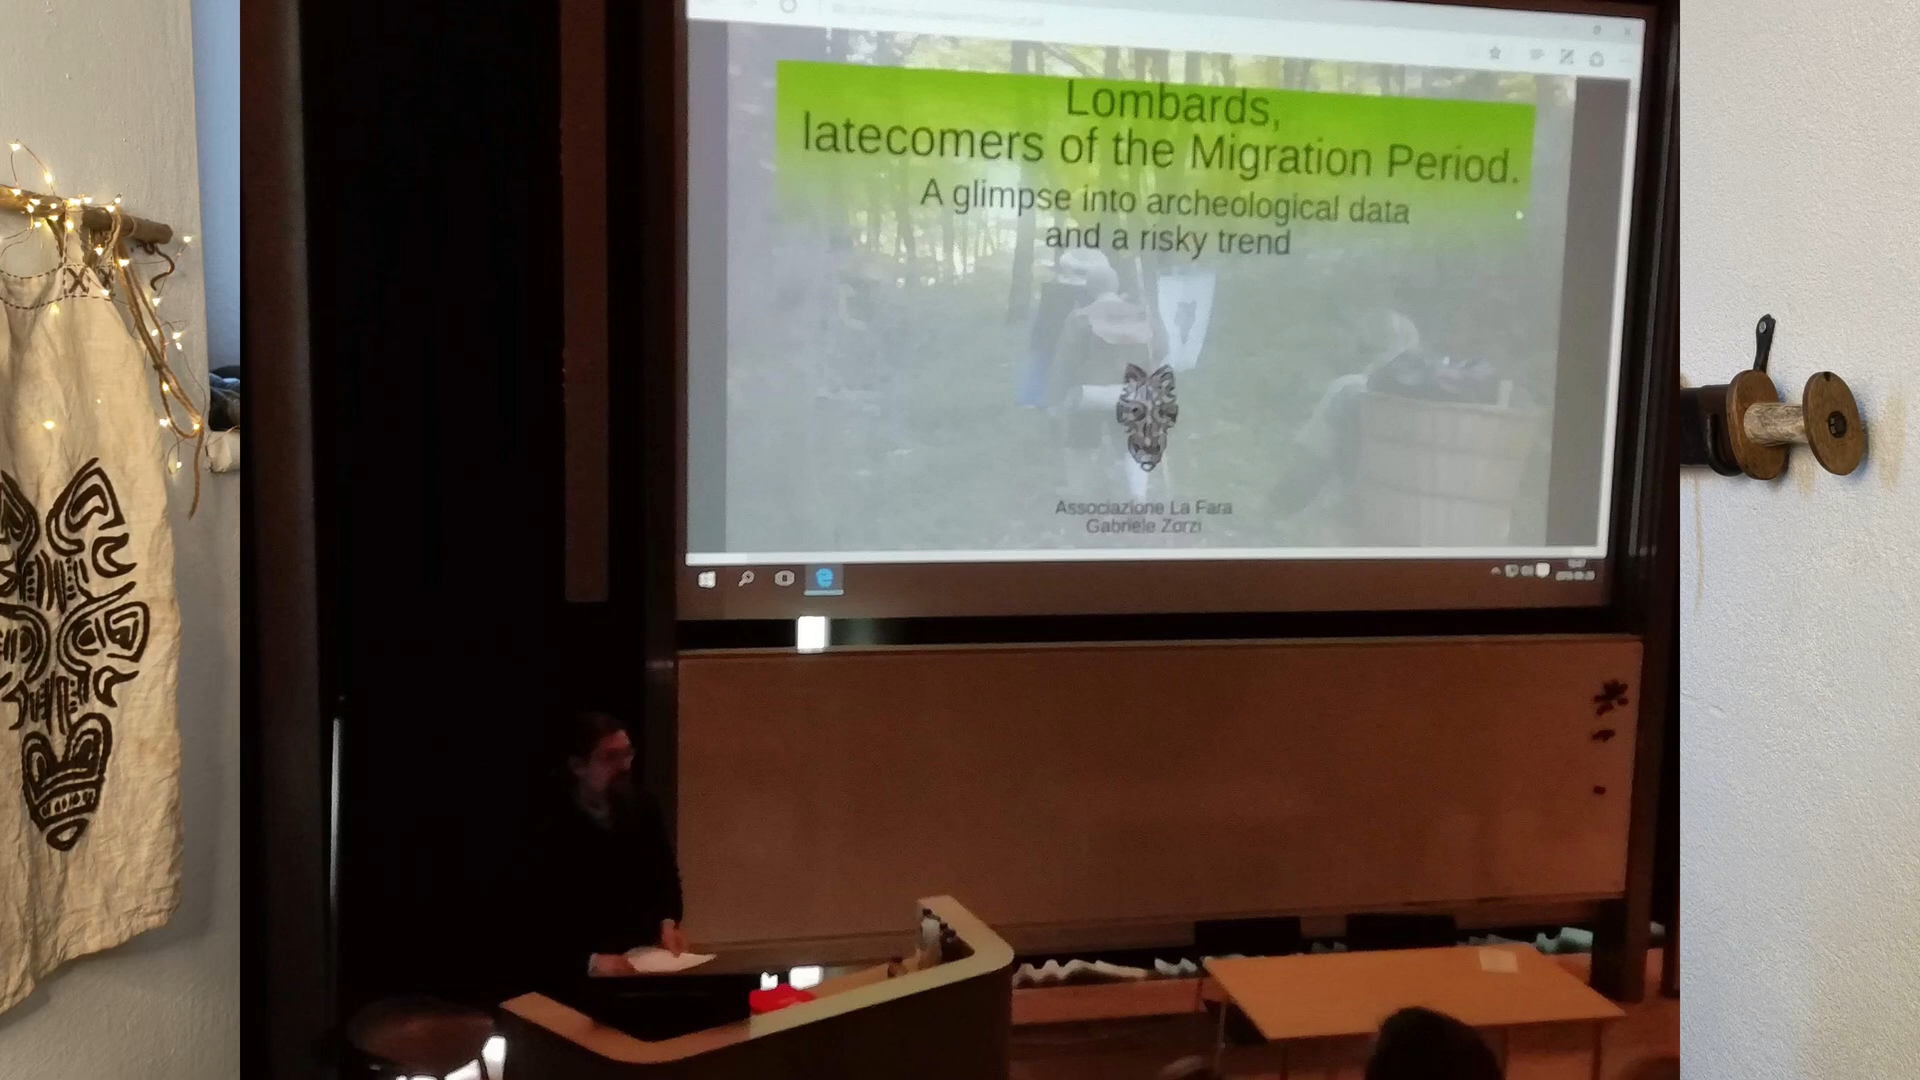 Lombards,
latecomers of the Migration Period.
A glimpse into archeological data
and a risky trend
Associazione La Fara
Gabriele Zorzi